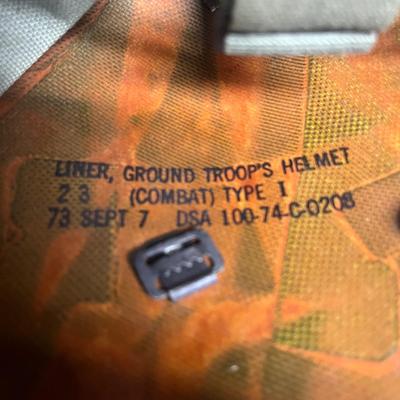 LINER, GROUND TROOP'S HELMET
2 3 (COMBAT) TYPE I
73 SEPT 7 DSA 100-74-C-0208